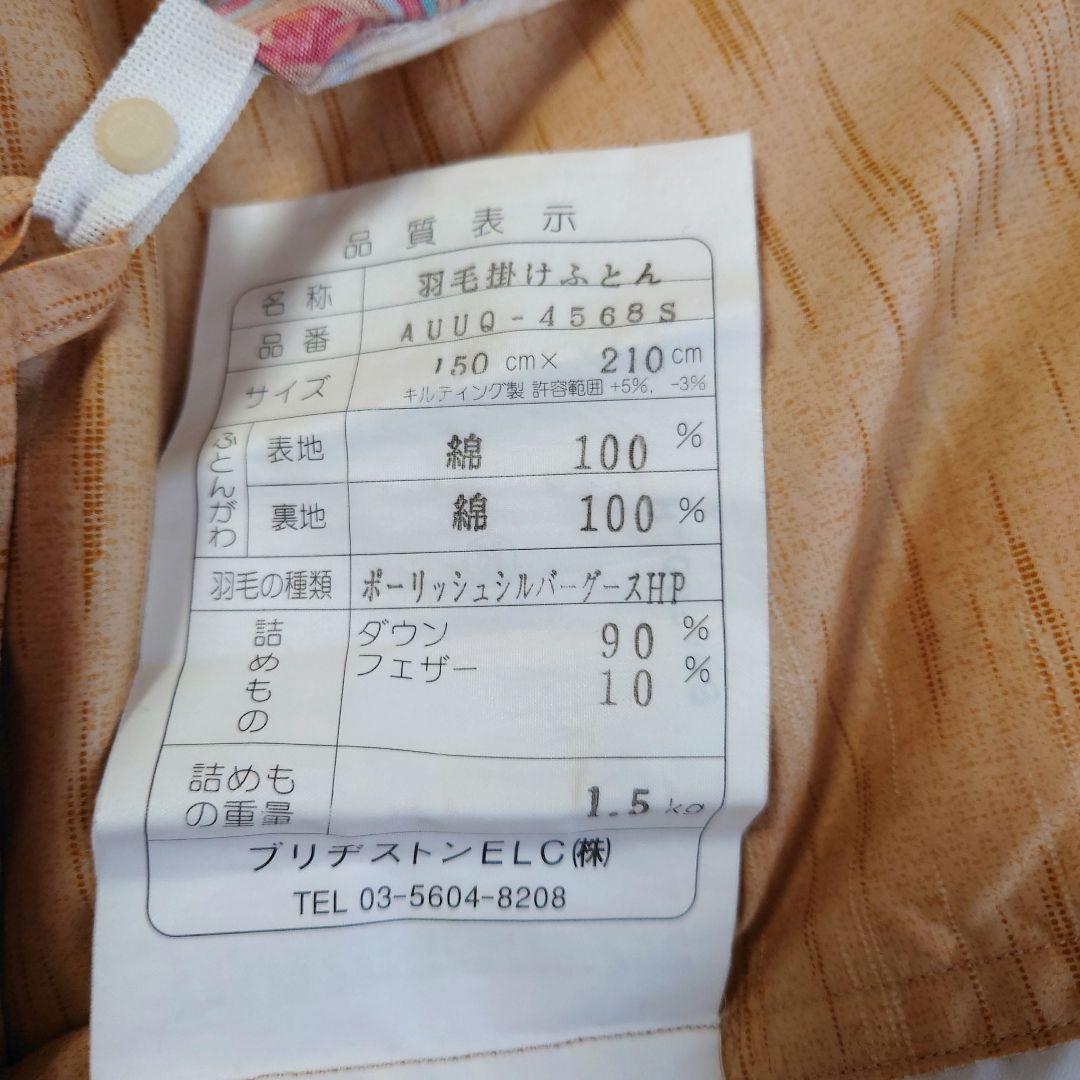 品質表示
名称 羽毛掛けふとん
品番 AUUQ-4568S
サイズ 150 cm× 210 cm
キルティング製 許容範囲 +5%, -3%
ふとんがわ
表地 綿 100 %
裏地 綿 100 %
羽毛の種類 ポーリッシュシルバーグースHP
詰めもの
ダウン 90 %
フェザー 10 %
詰めもの重量 1.5 kg
ブリヂストンELC(株)
TEL 03-5604-8208